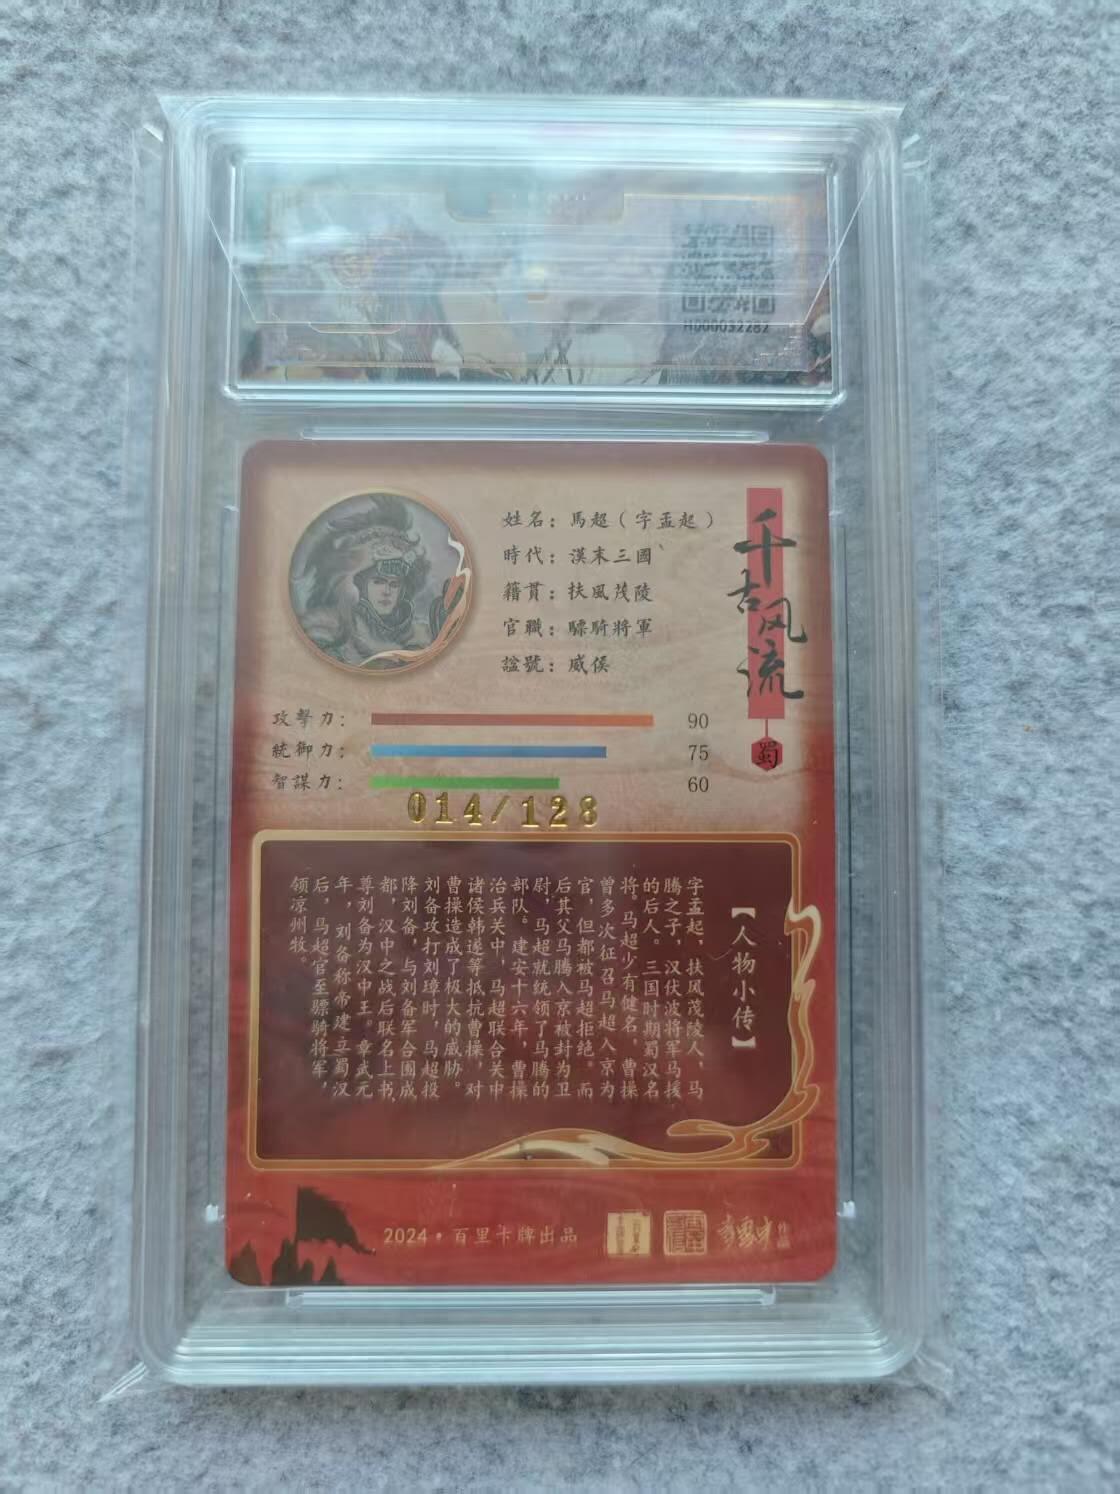 H000032282
姓名：馬超（字孟起）
時代：漢末三國
籍貫：扶風茂陵
官職：驃騎將軍
諡號：威侯
千古风流
蜀
攻擊力： 90
統御力： 75
智謀力： 60
014/128
【人物小传】
字孟起，扶风茂陵人，马
腾之子，汉伏波将军马援
的后人。三国时期蜀汉名
将。马超少有健名，曹操
曾多次征召马超入京为
官，但都被马超拒绝。而
后其父马腾入京被封为卫
尉，马超就统领了马腾的
部队。建安十六年，曹操
治兵关中，马超联合关中
诸侯韩遂等抵抗曹操，对
曹操造成了极大的威胁。
刘备攻打刘璋时，马超投
降刘备，与刘备军合围成
都，汉中之战后联名上书
尊刘备为汉中王。章武元
年，刘备称帝建立蜀汉
后，马超官至骠骑将军，
领凉州牧。
2024·百里卡牌出品